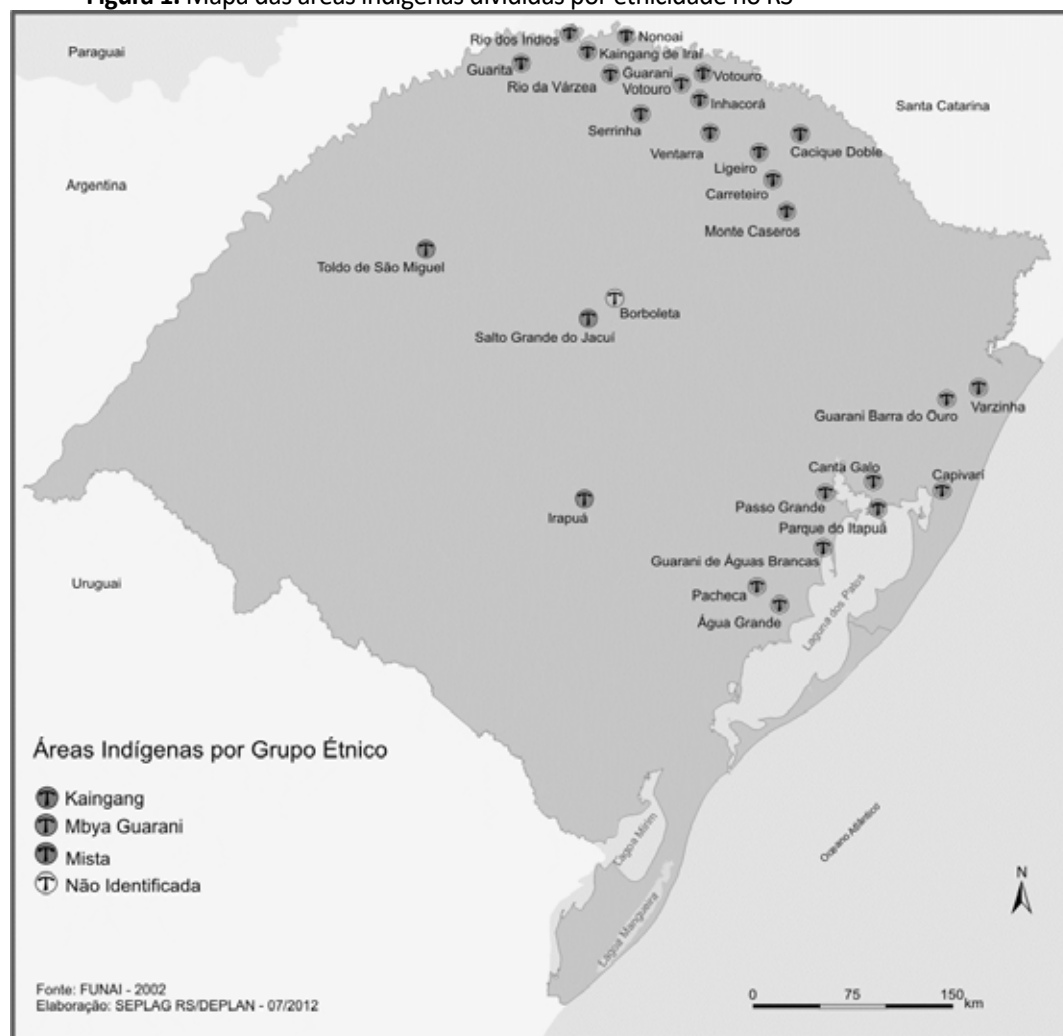 Figura 1. Mapa das áreas indígenas divididas por etnicidade no RS
Paraguai
Rio dos Índios
Nonoai
Kaingang de Iraí
Guarita
Rio da Várzea
Guarani
Votouro
Votouro
Inhacorá
Santa Catarina
Serrinha
Ventarra
Cacique Doble
Ligeiro
Argentina
Carreteiro
Monte Caseros
Toldo de São Miguel
Borboleta
Salto Grande do Jacuí
Varzinha
Guarani Barra do Ouro
Canta Galo
Capivarí
Passo Grande
Irapuá
Parque do Itapuá
Guarani de Águas Brancas
Uruguai
Pacheca
Água Grande
Laguna dos Patos
Áreas Indígenas por Grupo Étnico
Kaingang
Mbya Guarani
Mista
Não Identificada
Lagoa Mirim
Oceano Atlântico
Lagoa Mangueira
N
Fonte: FUNAI - 2002
Elaboração: SEPLAG RS/DEPLAN - 07/2012
0 75 150
km